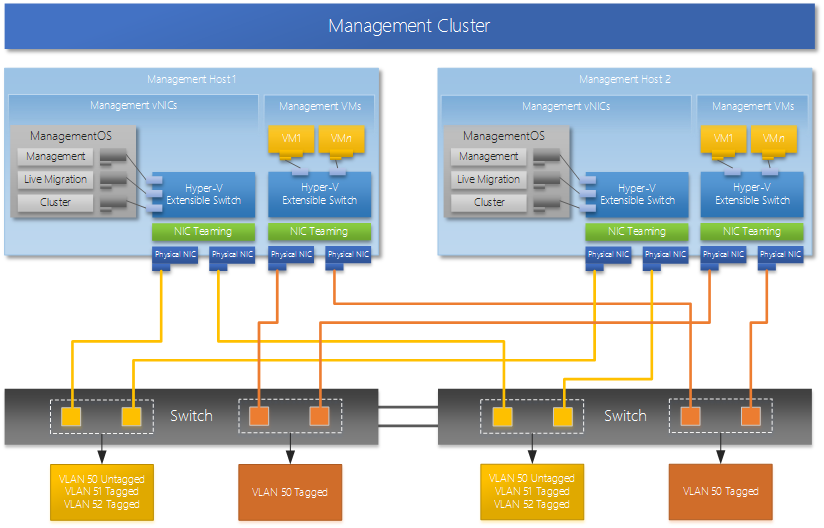 Management Cluster
Management Host 1
Management vNICs
Management VMs
ManagementOS
Management
Live Migration
Cluster
VM1
VMn
Hyper-V
Extensible Switch
Hyper-V
Extensible Switch
NIC Teaming
NIC Teaming
Physical NIC
Physical NIC
Physical NIC
Physical NIC
Management Host 2
Management vNICs
Management VMs
ManagementOS
Management
Live Migration
Cluster
VM1
VMn
Hyper-V
Extensible Switch
Hyper-V
Extensible Switch
NIC Teaming
NIC Teaming
Physical NIC
Physical NIC
Physical NIC
Physical NIC
Switch
Switch
VLAN 50 Untagged
VLAN 51 Tagged
VLAN 52 Tagged
VLAN 50 Tagged
VLAN 50 Untagged
VLAN 51 Tagged
VLAN 52 Tagged
VLAN 50 Tagged